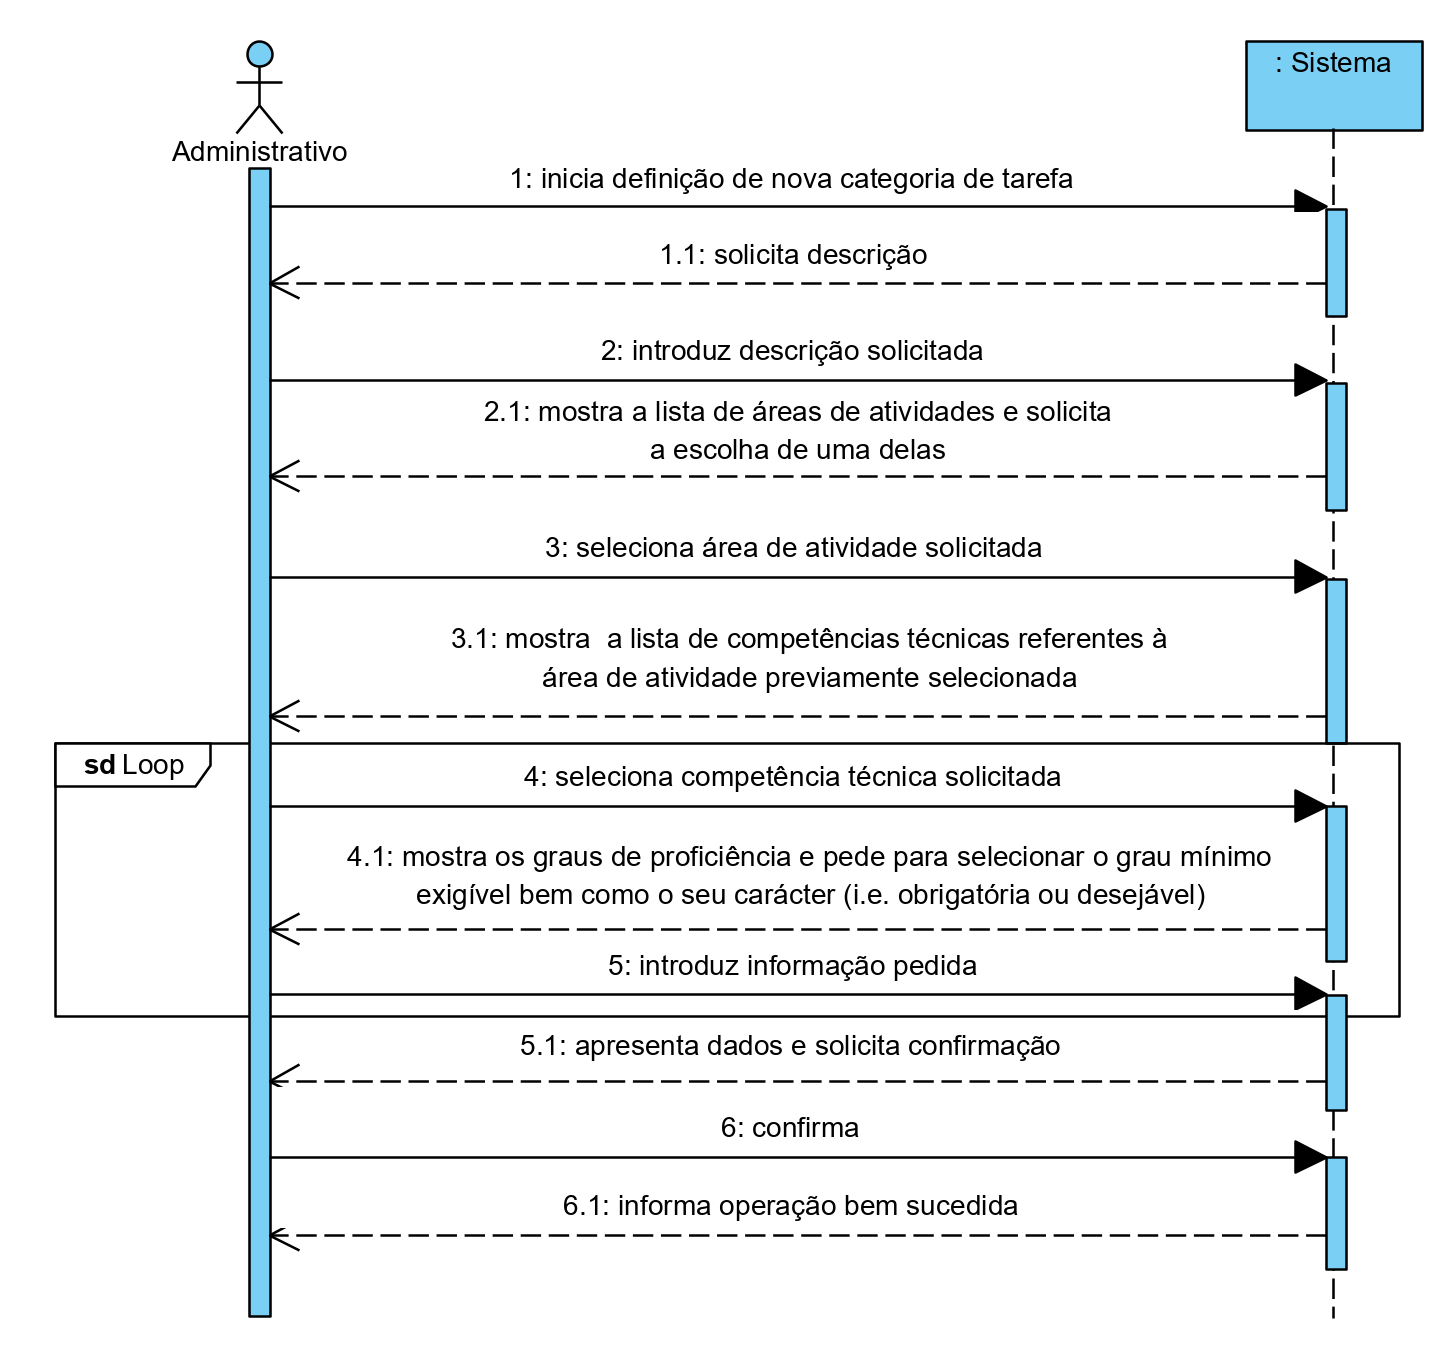 : Sistema
Administrativo
1: inicia definição de nova categoria de tarefa
1.1: solicita descrição
2: introduz descrição solicitada
2.1: mostra a lista de áreas de atividades e solicita
a escolha de uma delas
3: seleciona área de atividade solicitada
3.1: mostra  a lista de competências técnicas referentes à
área de atividade previamente selecionada
sd Loop
4: seleciona competência técnica solicitada
4.1: mostra os graus de proficiência e pede para selecionar o grau mínimo
exigível bem como o seu carácter (i.e. obrigatória ou desejável)
5: introduz informação pedida
5.1: apresenta dados e solicita confirmação
6: confirma
6.1: informa operação bem sucedida